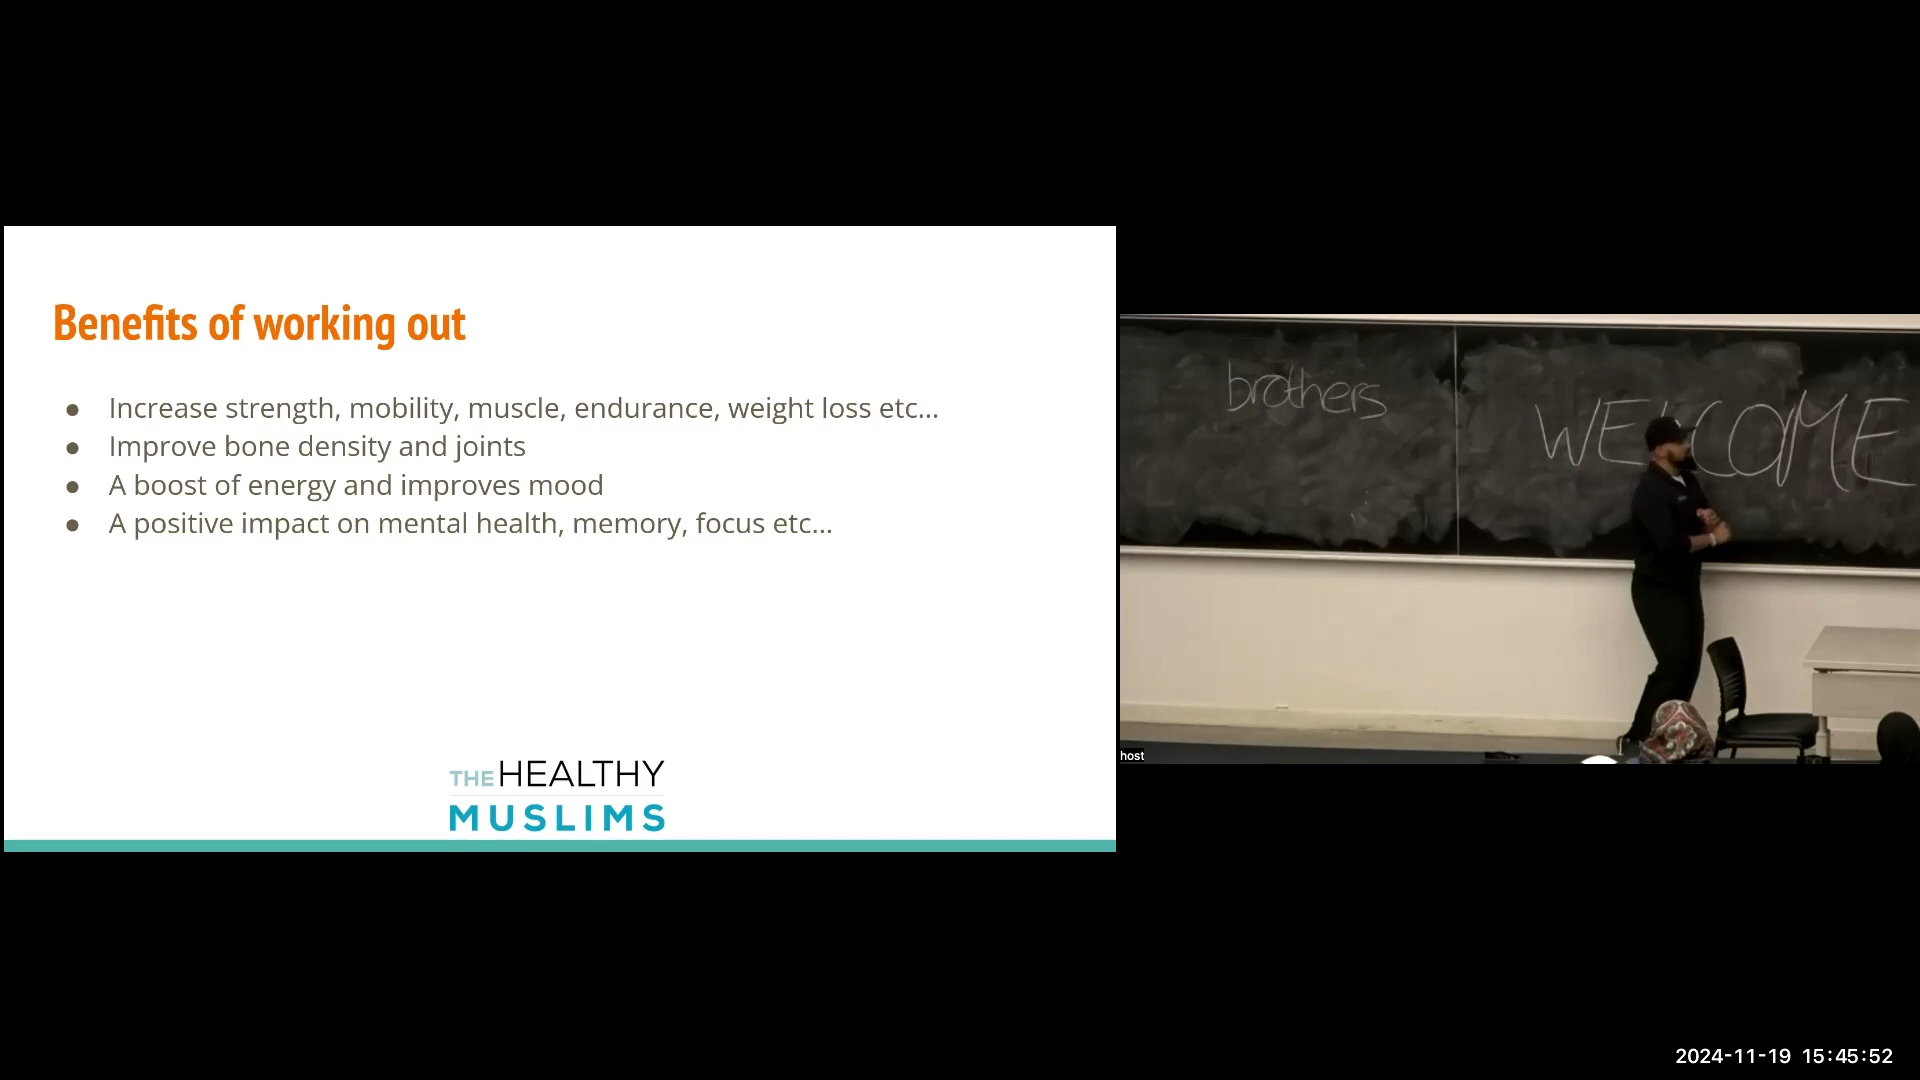 Benefits of working out
● Increase strength, mobility, muscle, endurance, weight loss etc...
● Improve bone density and joints
● A boost of energy and improves mood
● A positive impact on mental health, memory, focus etc...
THE HEALTHY
MUSLIMS
brothers
WELCOME
host
2024-11-19 15:45:52